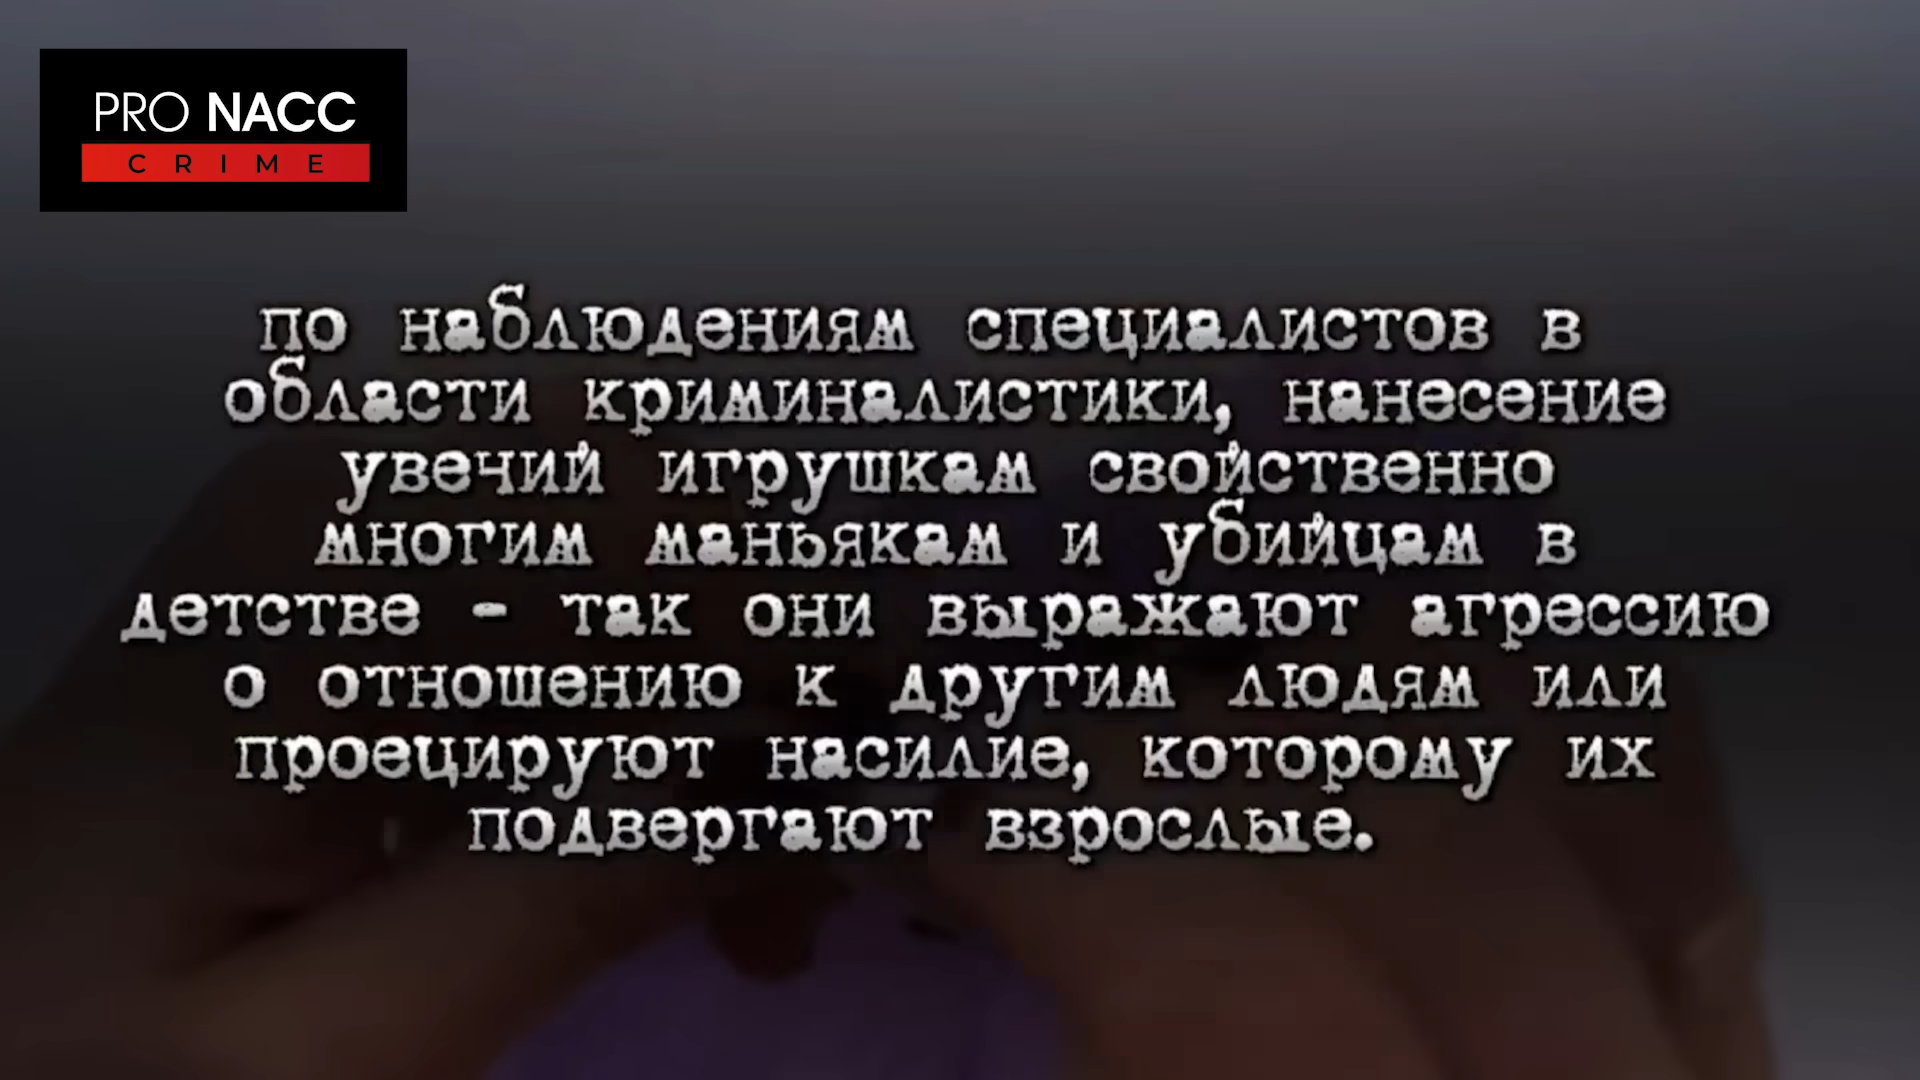 PRO NACC
CRIME
по наблюдениям специалистов в
области криминалистики, нанесение
увечий игрушкам свойственно
многим маньякам и убийцам в
детстве - так они выражают агрессию
о отношению к другим людям или
проецируют насилие, которому их
подвергают взрослые.